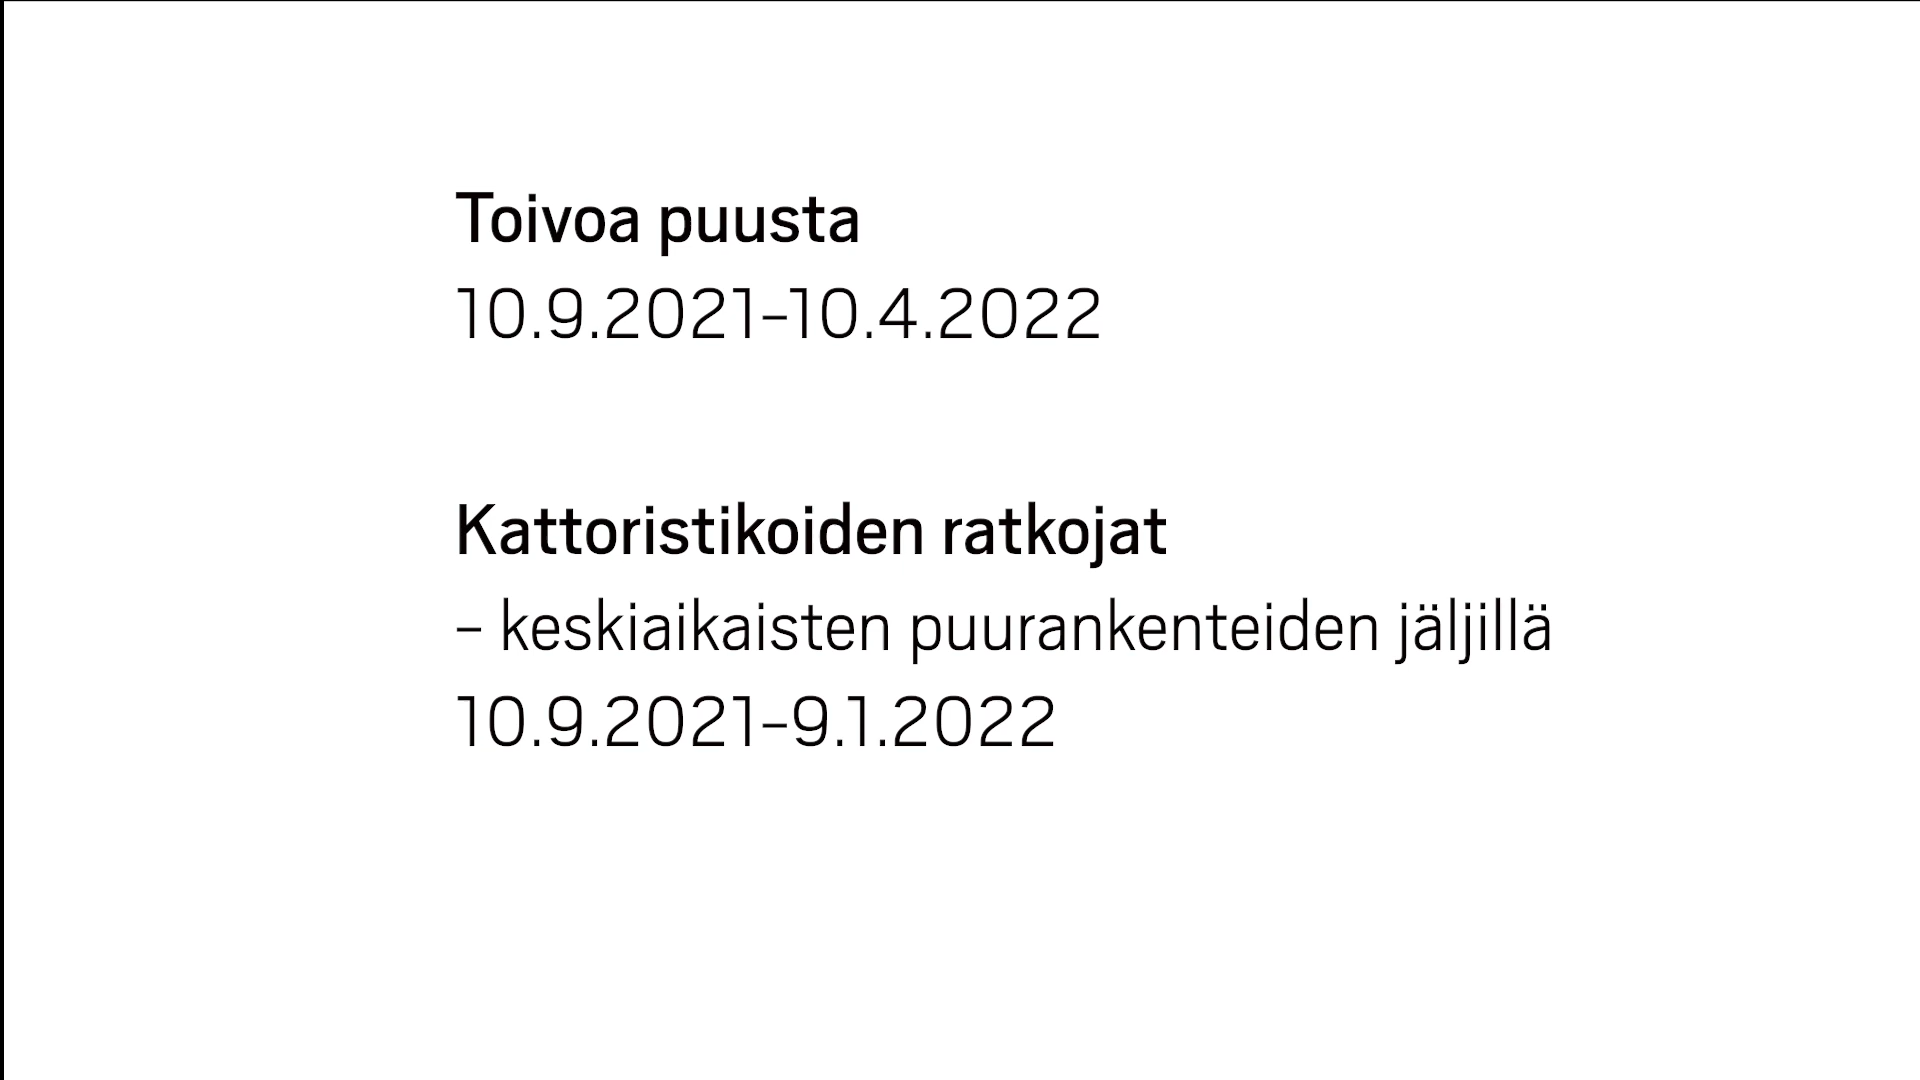 Toivoa puusta
10.9.2021–10.4.2022
Kattoristikoiden ratkojat
– keskiaikaisten puurankenteiden jäljillä
10.9.2021–9.1.2022